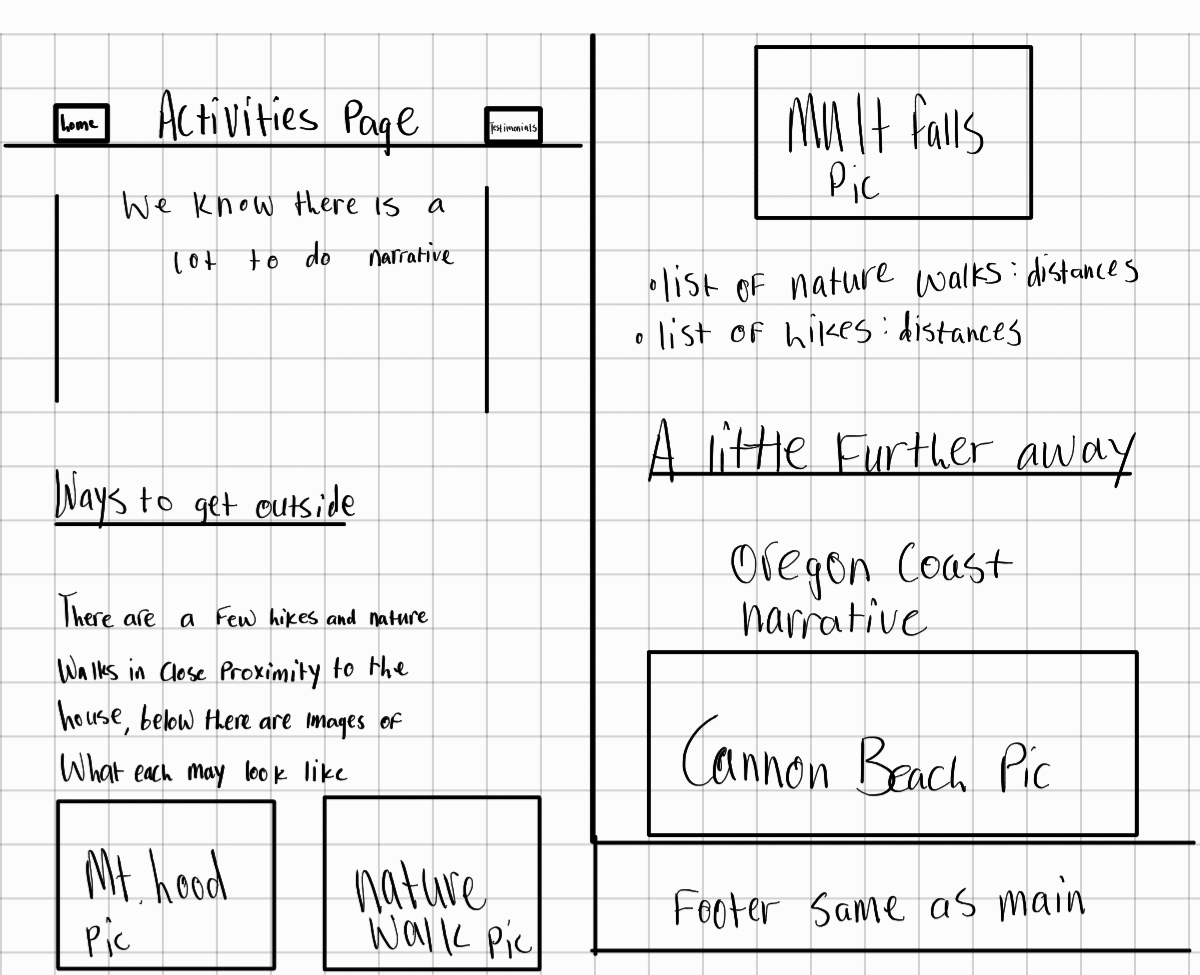 home
Activities Page
Testimonials
We know there is a
lot to do narrative
Ways to get outside
There are a few hikes and nature
Walks in Close Proximity to the
house, below there are images of
What each may look like
Mt. hood
pic
nature
walk pic
Mult falls
Pic
• list of nature walks: distances
• list of hikes: distances
A little Further away
Oregon Coast
narrative
Cannon Beach Pic
Footer same as main